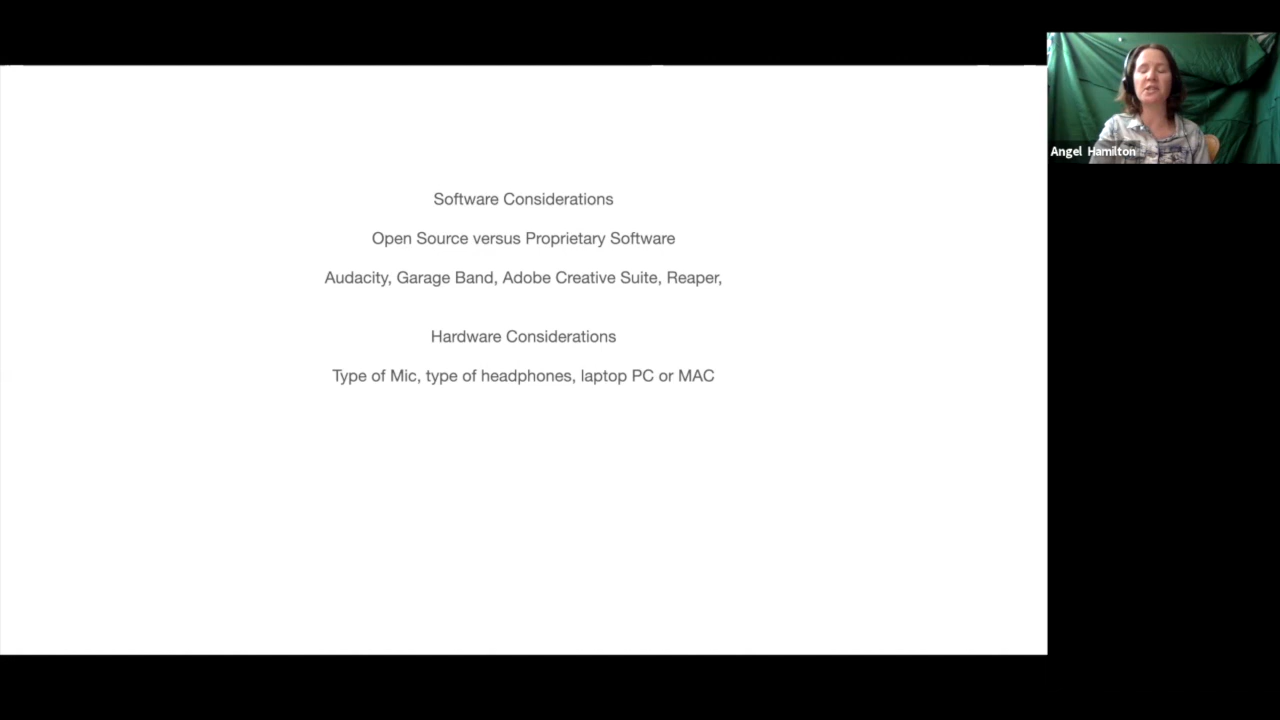 Software Considerations
Open Source versus Proprietary Software
Audacity, Garage Band, Adobe Creative Suite, Reaper,
Hardware Considerations
Type of Mic, type of headphones, laptop PC or MAC
Angel Hamilton